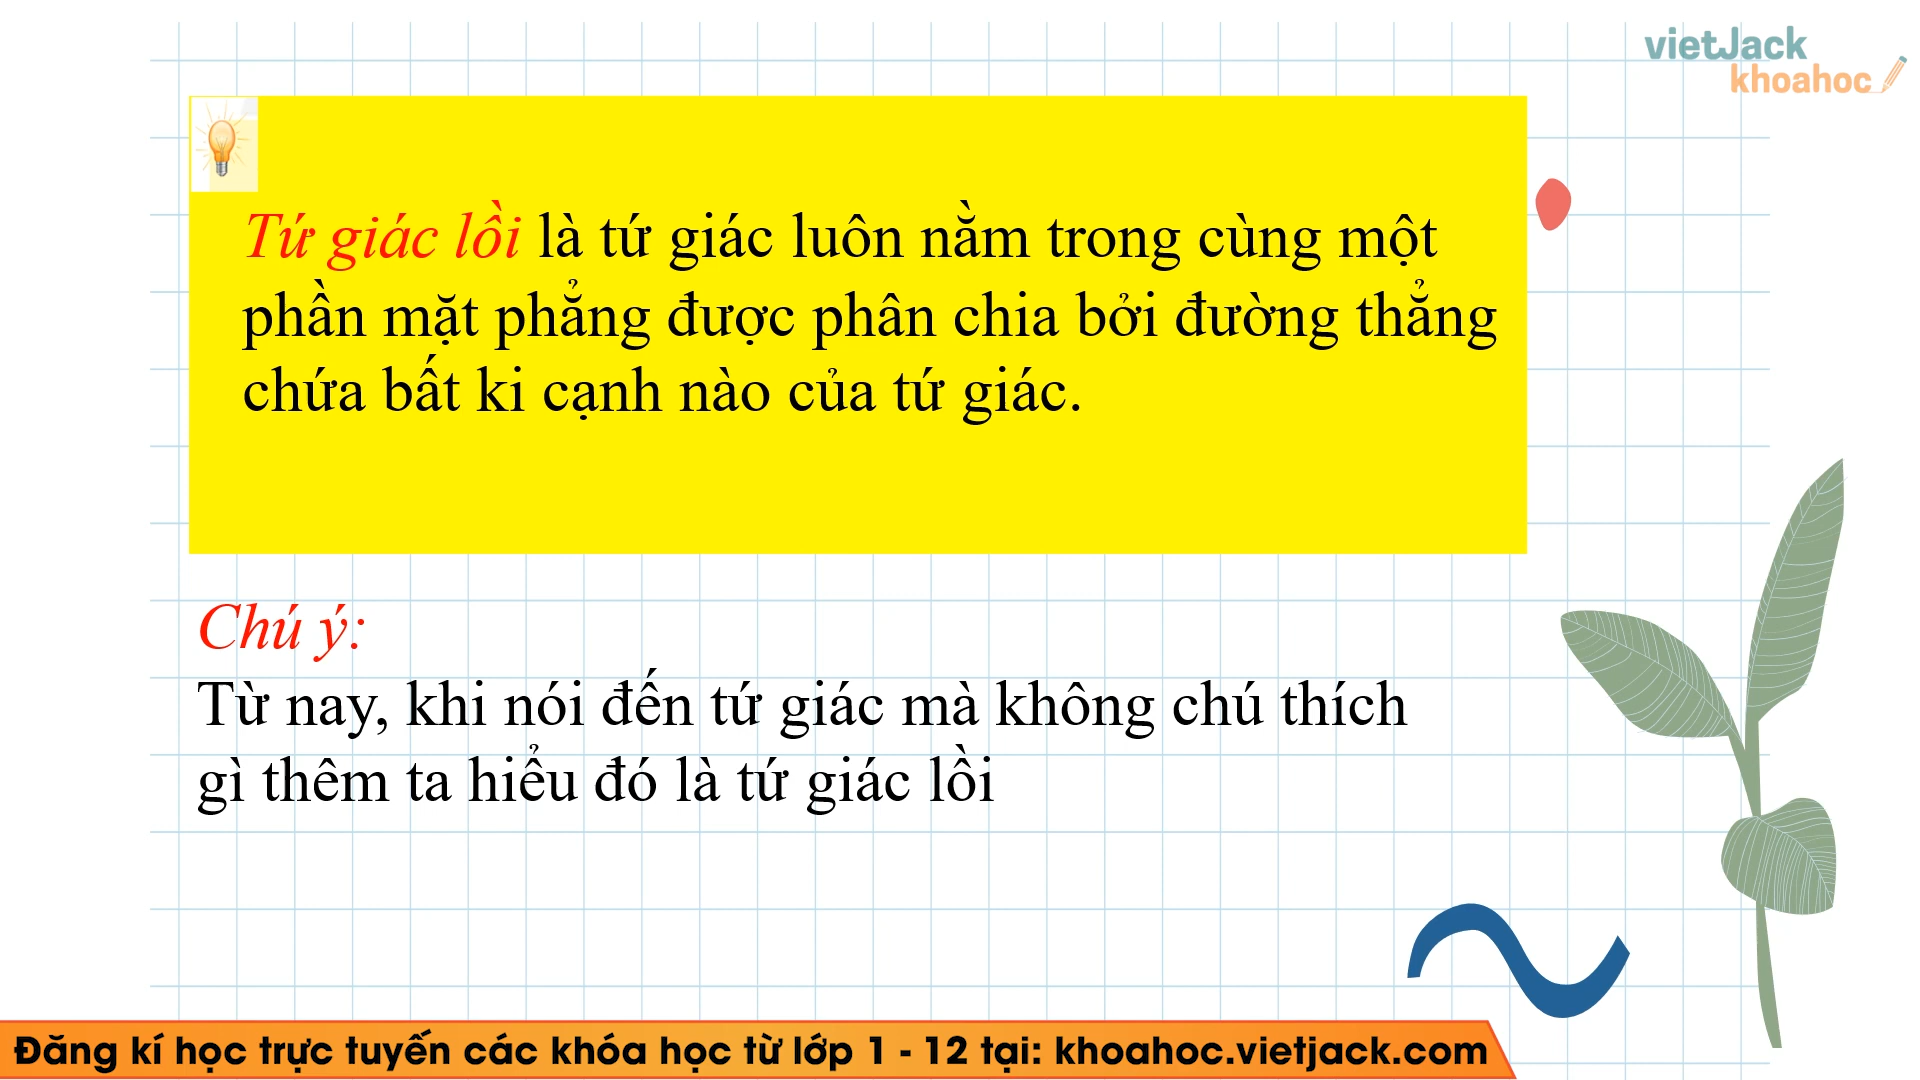 vietJack
khoahoc
Tứ giác lồi là tứ giác luôn nằm trong cùng một
phần mặt phẳng được phân chia bởi đường thẳng
chứa bất ki cạnh nào của tứ giác.
Chú ý:
Từ nay, khi nói đến tứ giác mà không chú thích
gì thêm ta hiểu đó là tứ giác lồi
Đăng kí học trực tuyến các khóa học từ lớp 1 - 12 tại: khoahoc.vietjack.com